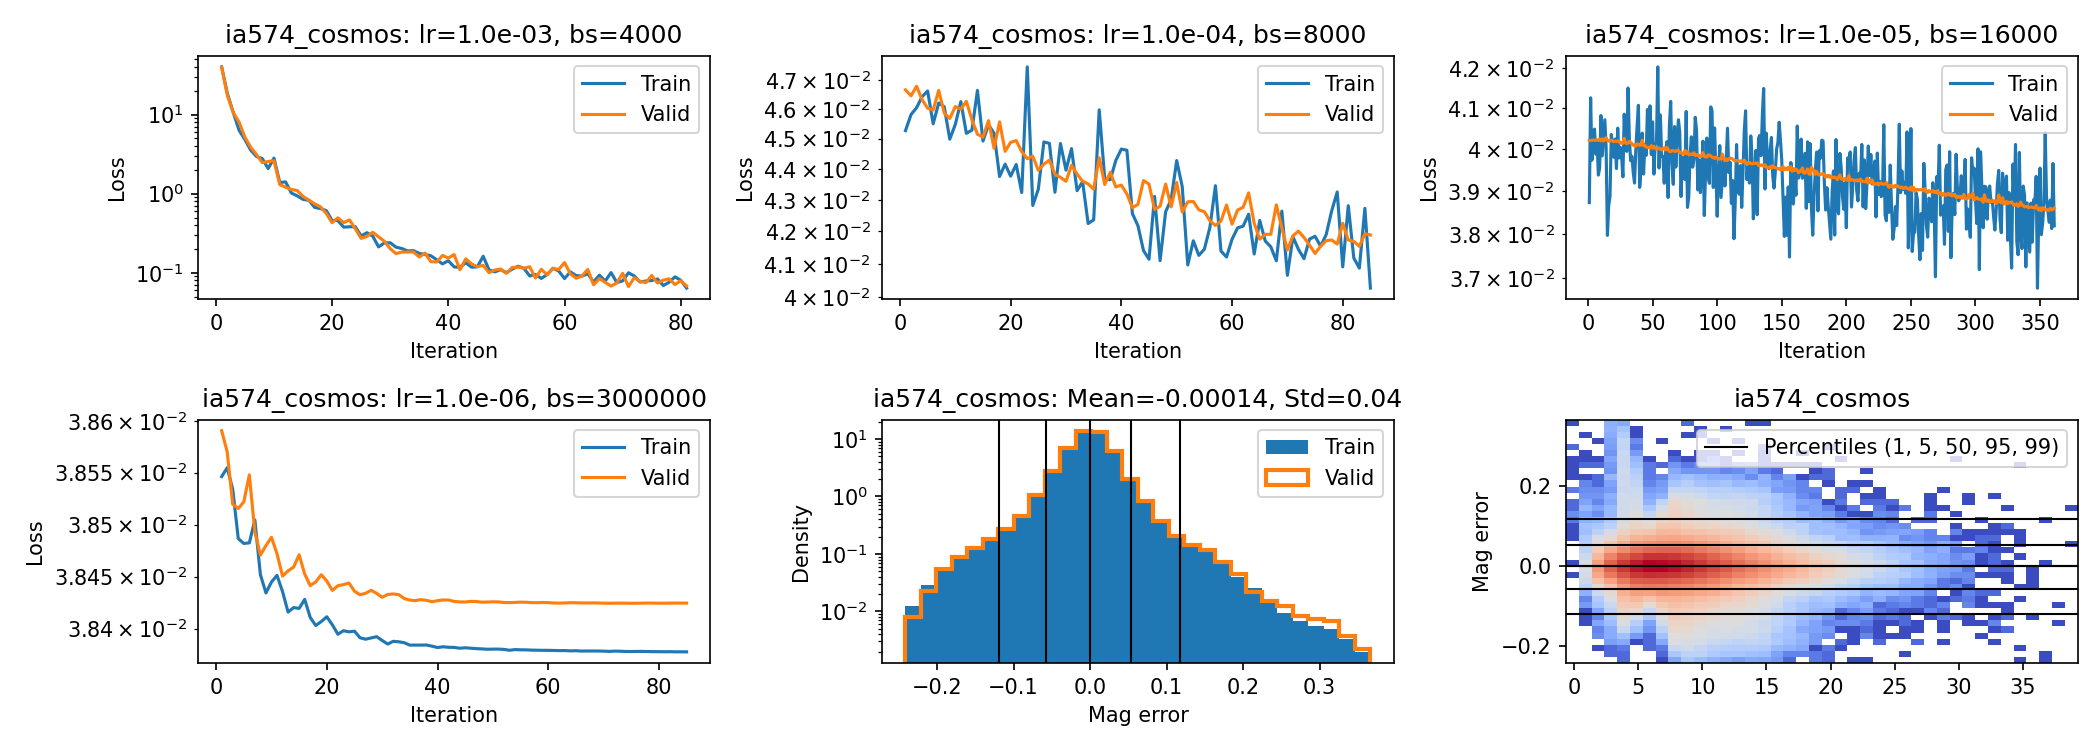 ia574_cosmos: lr=1.0e-03, bs=4000
10¹
10⁰
10⁻¹
Loss
Train
Valid
0 20 40 60 80
Iteration
ia574_cosmos: lr=1.0e-04, bs=8000
4.7 × 10⁻²
4.6 × 10⁻²
4.5 × 10⁻²
4.4 × 10⁻²
4.3 × 10⁻²
4.2 × 10⁻²
4.1 × 10⁻²
4 × 10⁻²
Loss
Train
Valid
0 20 40 60 80
Iteration
ia574_cosmos: lr=1.0e-05, bs=16000
4.2 × 10⁻²
4.1 × 10⁻²
4 × 10⁻²
3.9 × 10⁻²
3.8 × 10⁻²
3.7 × 10⁻²
Loss
Train
Valid
0 50 100 150 200 250 300 350
Iteration
ia574_cosmos: lr=1.0e-06, bs=3000000
3.86 × 10⁻²
3.855 × 10⁻²
3.85 × 10⁻²
3.845 × 10⁻²
3.84 × 10⁻²
Loss
Train
Valid
0 20 40 60 80
Iteration
ia574_cosmos: Mean=-0.00014, Std=0.04
10¹
10⁰
10⁻¹
10⁻²
Density
Train
Valid
−0.2 −0.1 0.0 0.1 0.2 0.3
Mag error
ia574_cosmos
0.2
0.0
−0.2
Mag error
Percentiles (1, 5, 50, 95, 99)
0 5 10 15 20 25 30 35